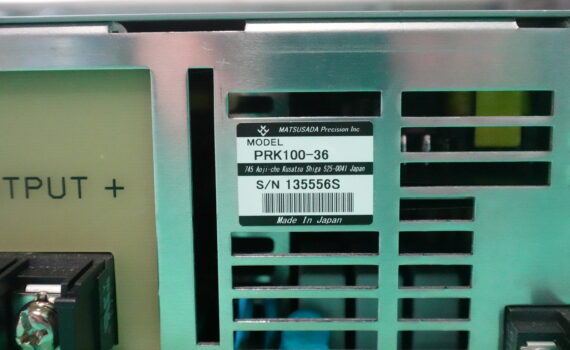 MATSUSADA Precision Inc
MODEL
PRK100-36
745 Aoji-cho Kusatsu Shiga 525-0041 Japan
S/N 135556S
Made In Japan
TPUT +